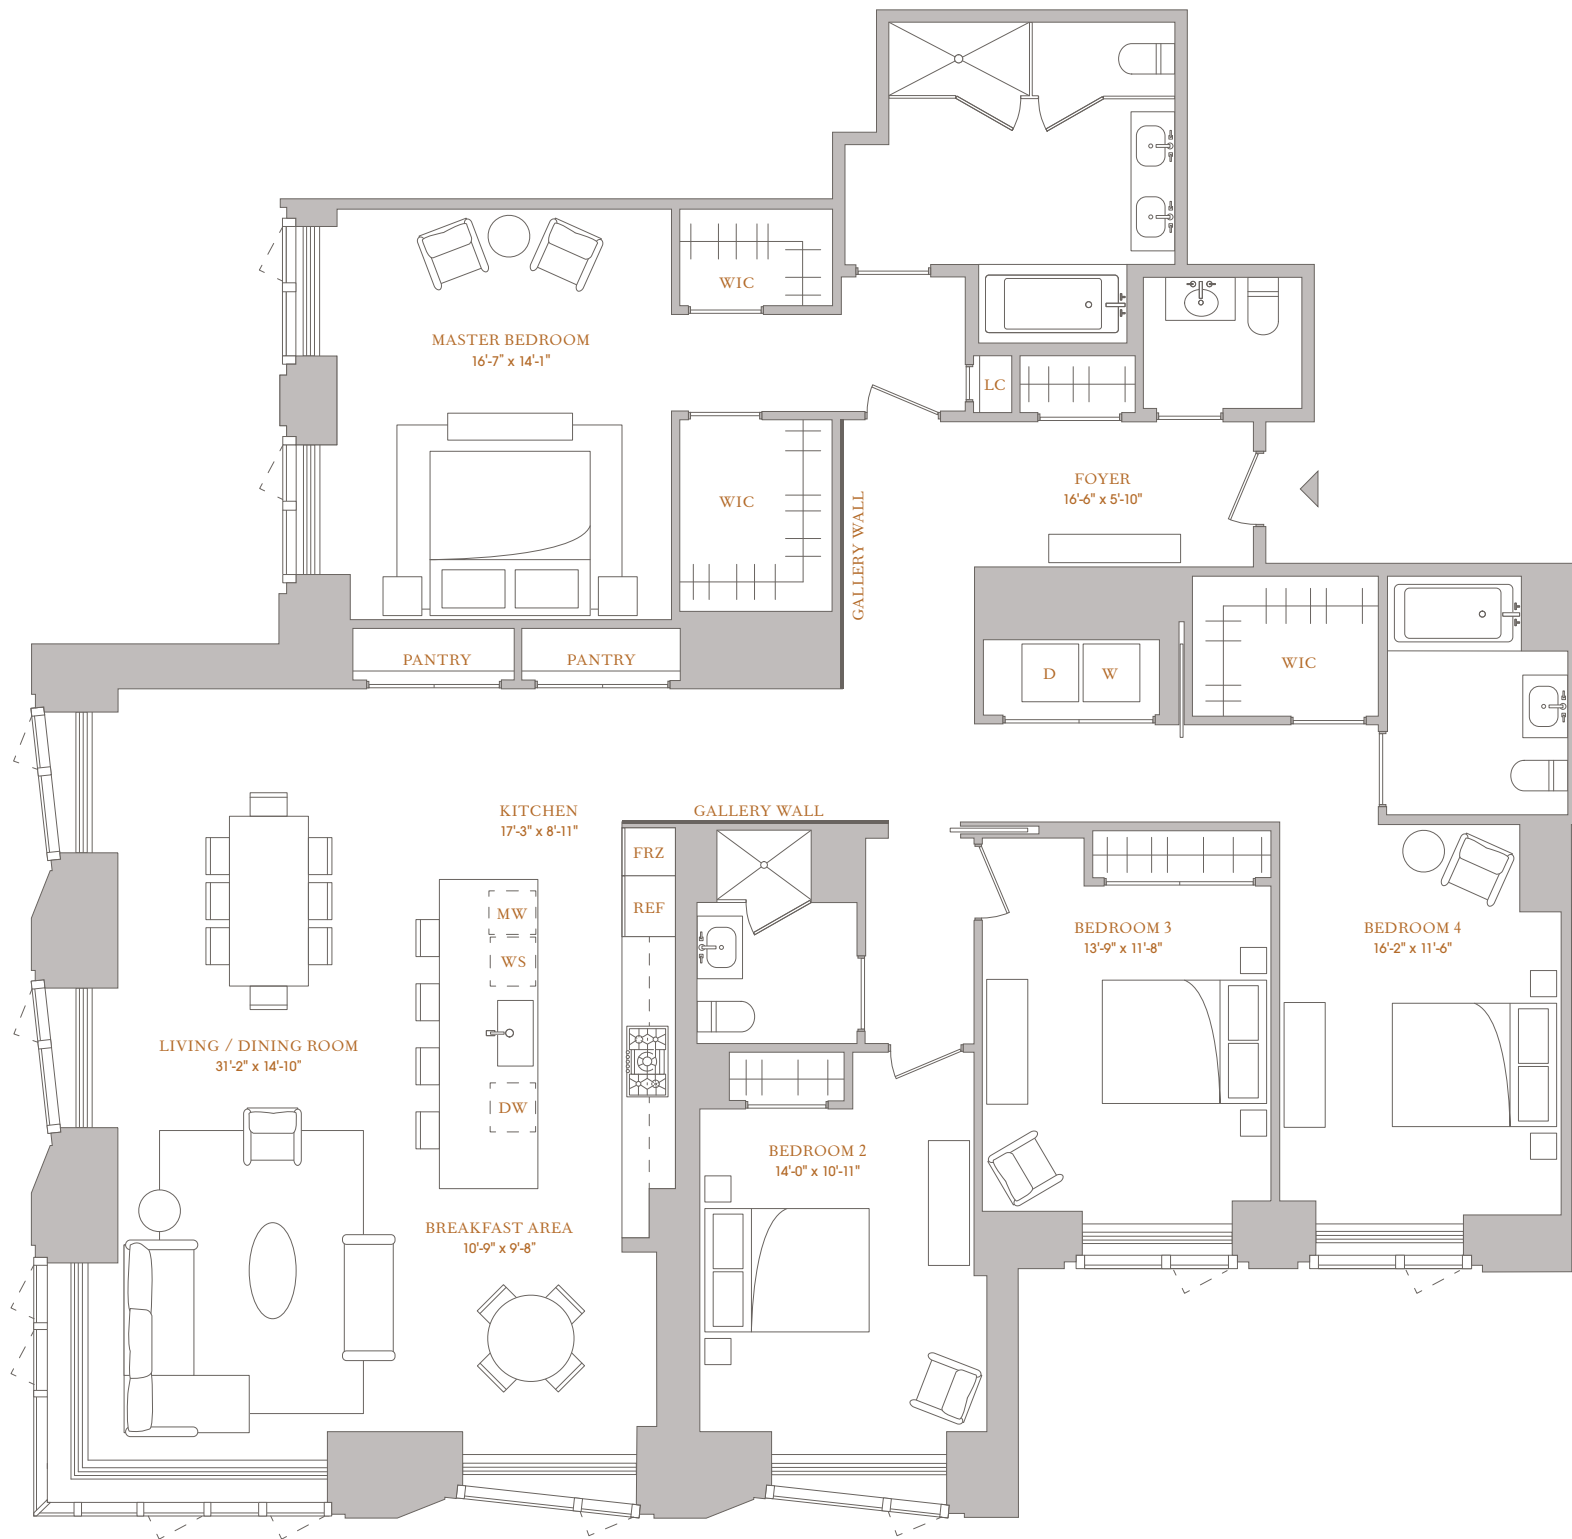 WIC
MASTER BEDROOM
16'-7" x 14'-1"
LC
FOYER
16'-6" x 5'-10"
WIC
GALLERY WALL
PANTRY
PANTRY
D
W
WIC
KITCHEN
17'-3" x 8'-11"
GALLERY WALL
FRZ
REF
MW
WS
BEDROOM 3
13'-9" x 11'-8"
BEDROOM 4
16'-2" x 11'-6"
LIVING / DINING ROOM
31'-2" x 14'-10"
DW
BEDROOM 2
14'-0" x 10'-11"
BREAKFAST AREA
10'-9" x 9'-8"